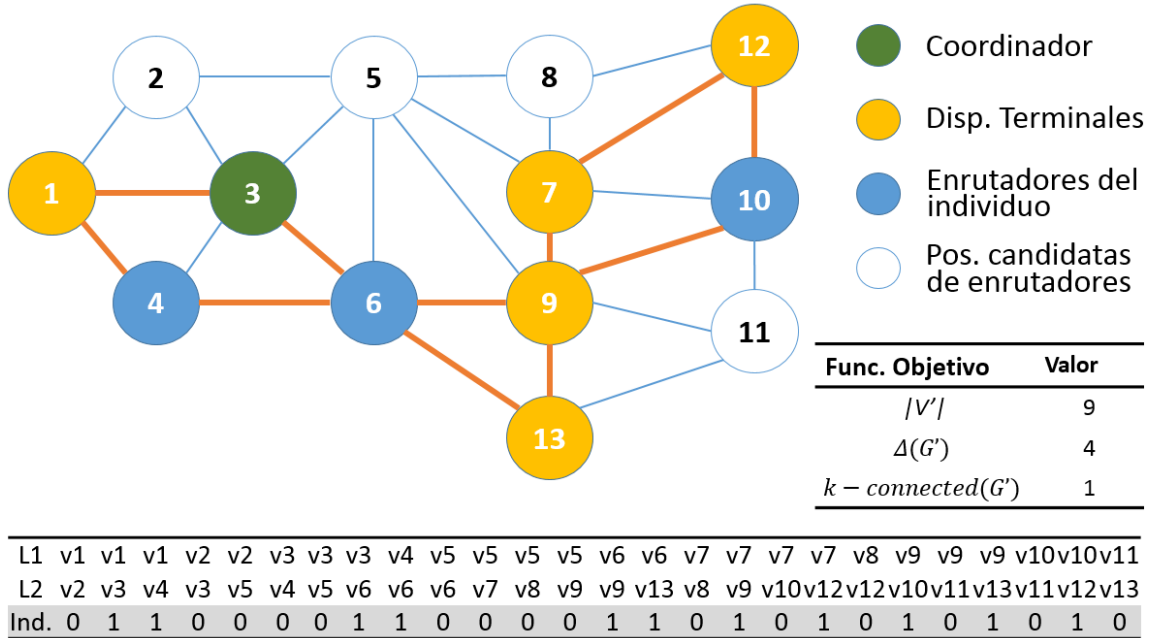 12
2
5
8
Coordinador
Disp. Terminales
1
3
7
10
Enrutadores del
individuo
Pos. candidatas
de enrutadores
4
6
9
11
13
Func. Objetivo Valor
|V'| 9
Δ(G') 4
k − connected(G') 1
L1 v1 v1 v1 v2 v2 v3 v3 v3 v4 v5 v5 v5 v5 v6 v6 v7 v7 v7 v7 v8 v9 v9 v9 v10 v10 v11
L2 v2 v3 v4 v3 v5 v4 v5 v6 v6 v6 v7 v8 v9 v9 v13 v8 v9 v10 v12 v12 v10 v11 v13 v11 v12 v13
Ind. 0 1 1 0 0 0 0 1 1 0 0 0 0 1 1 0 1 0 1 0 1 0 1 0 1 0